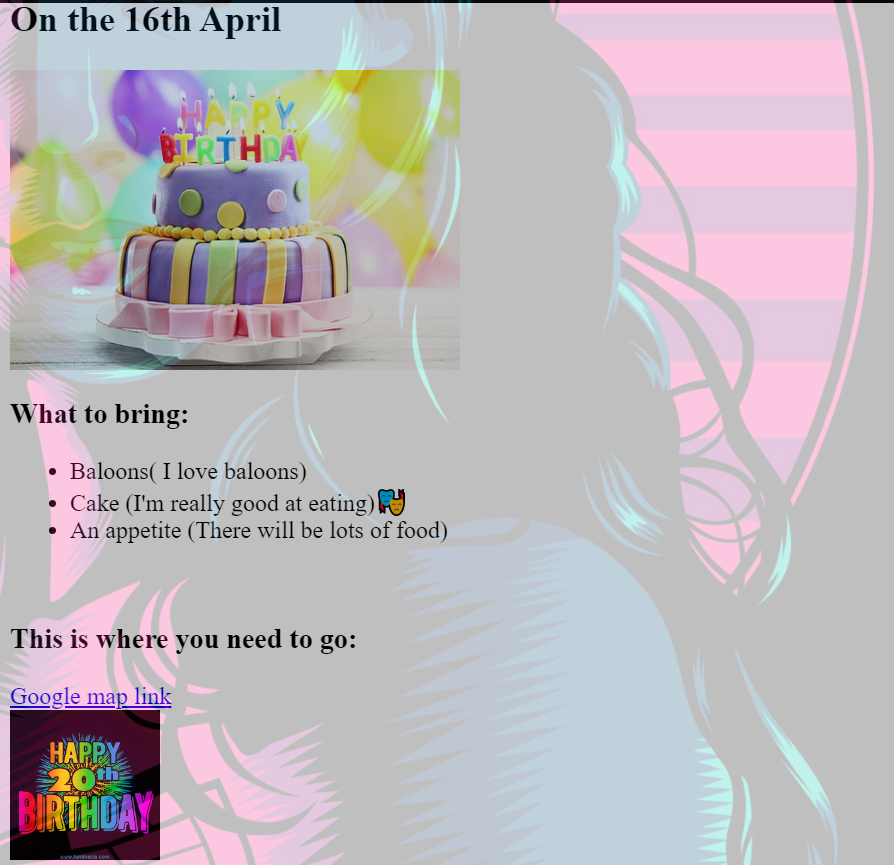 On the 16th April
HAPPY
BIRTHDAY
What to bring:
Baloons( I love baloons)
Cake (I'm really good at eating)
An appetite (There will be lots of food)
This is where you need to go:
Google map link
HAPPY
20th
BIRTHDAY